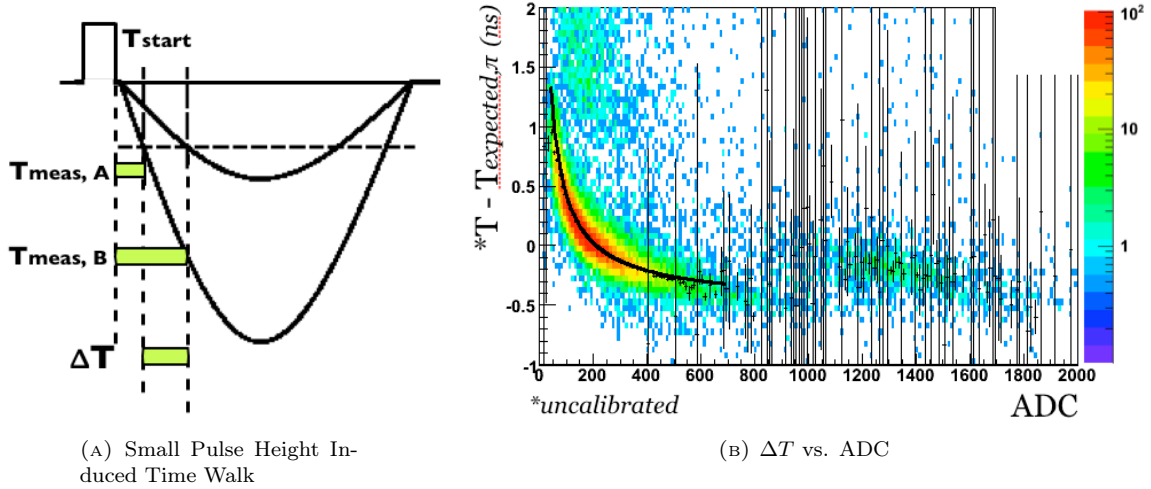 Tstart
Tmeas, A
Tmeas, B
ΔT
*T - Texpected,π (ns)
2
1.5
1
0.5
0
-0.5
-1
0 200 400 600 800 1000 1200 1400 1600 1800 2000
*uncalibrated
ADC
10²
10
1
(A) Small Pulse Height In-
duced Time Walk
(B) ΔT vs. ADC